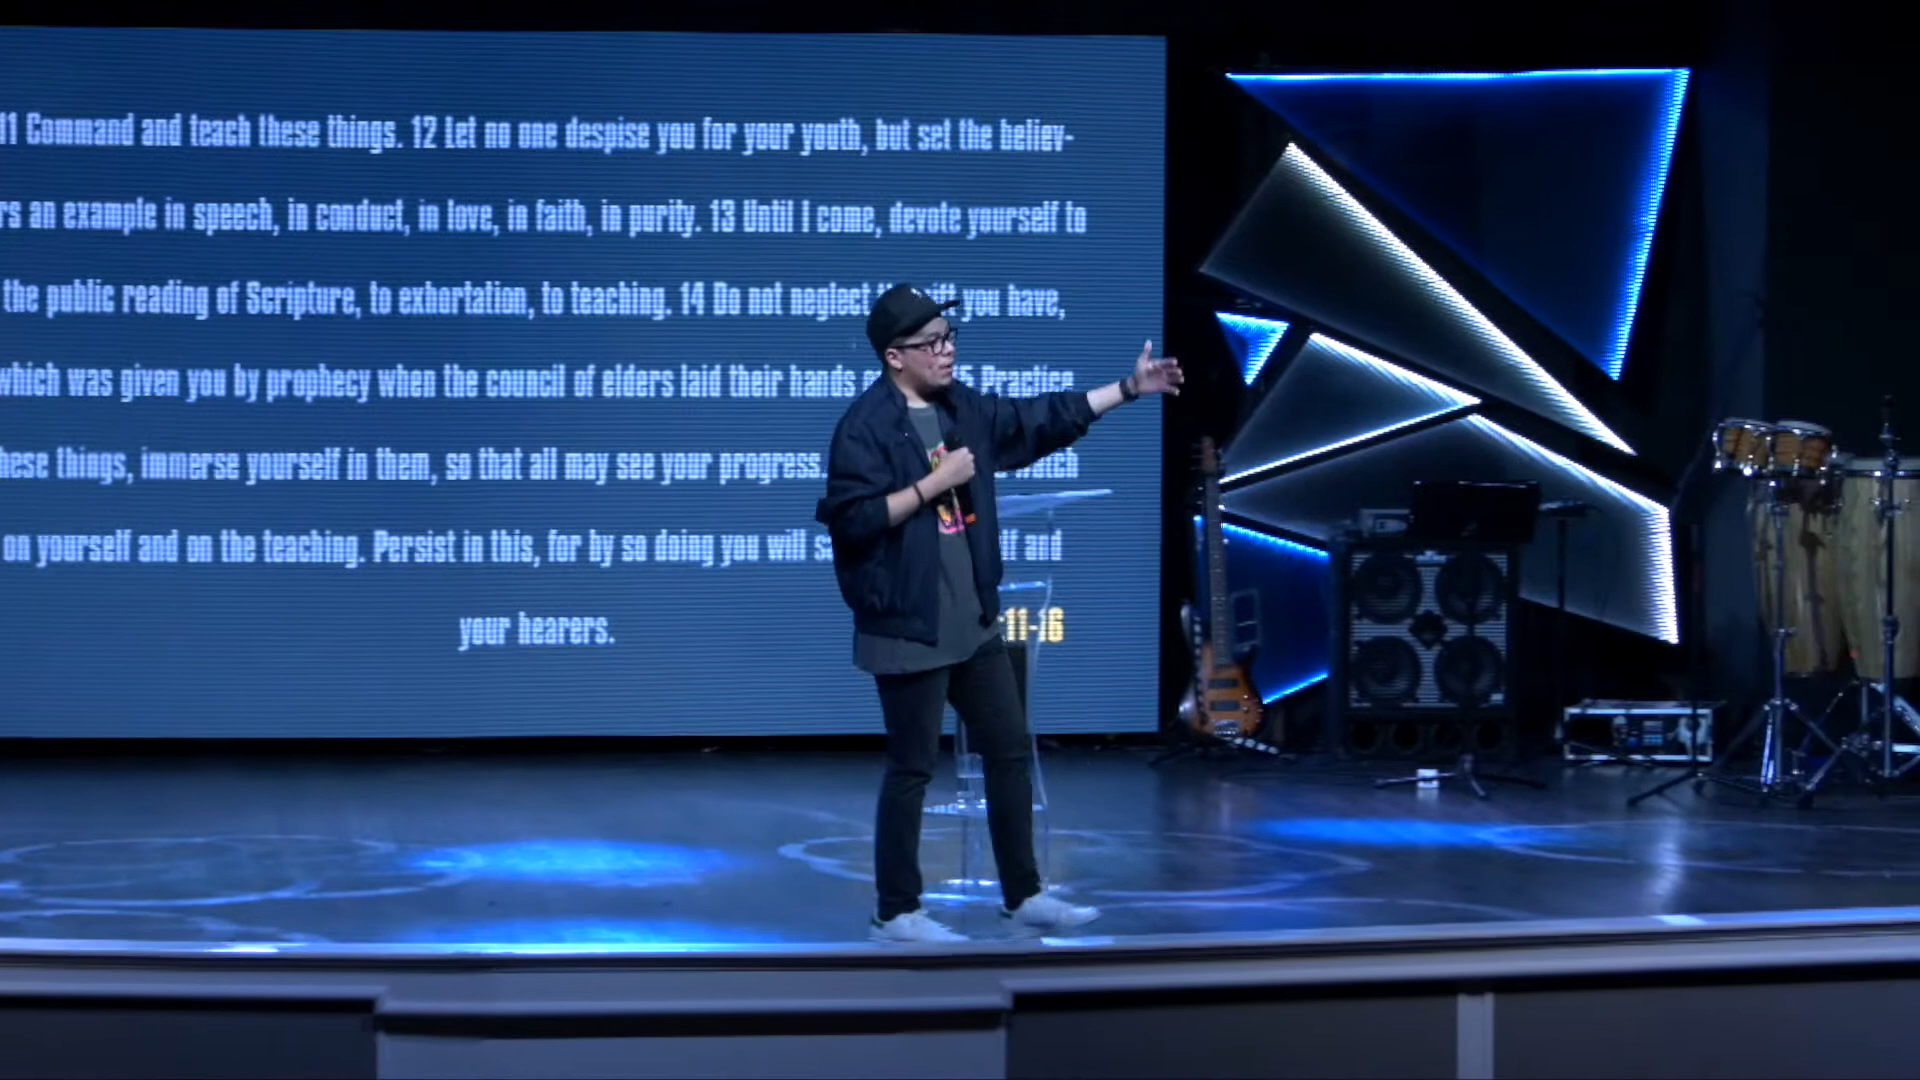 11 Command and teach these things. 12 Let no one despise you for your youth, but set the believ-
rs an example in speech, in conduct, in love, in faith, in purity. 13 Until I come, devote yourself to
the public reading of Scripture, to exhortation, to teaching. 14 Do not neglect you have,
which was given you by prophecy when the council of elders laid their hands Practice
hese things, immerse yourself in them, so that all may see your progress. watch
on yourself and on the teaching. Persist in this, for by so doing you will and
your hearers.
:11-16